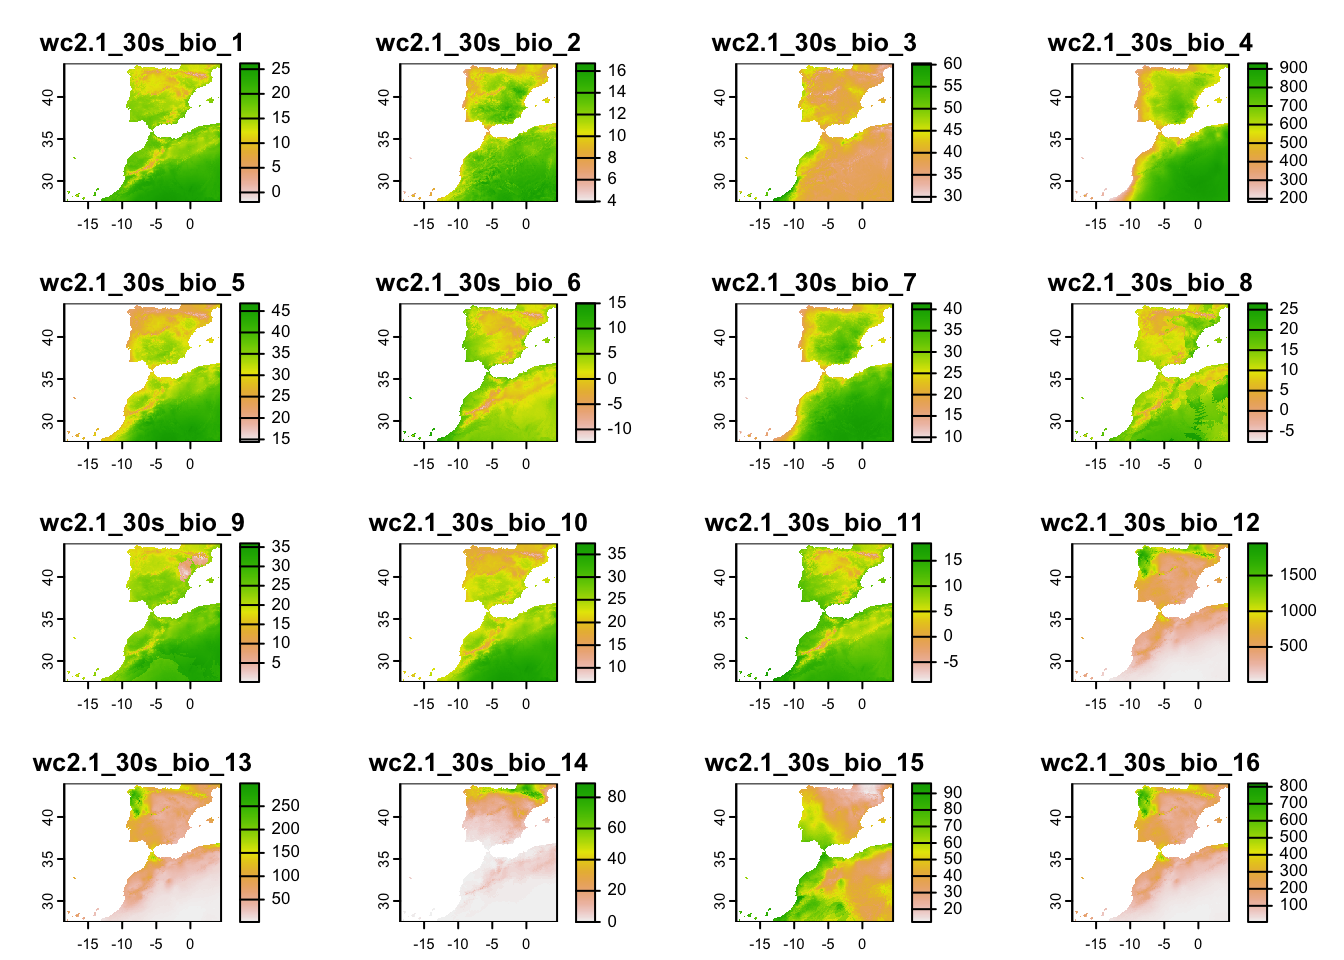 wc2.1_30s_bio_1 wc2.1_30s_bio_2 wc2.1_30s_bio_3 wc2.1_30s_bio_4
40 35 30
25 20 15 10 5 0
-15 -10 -5 0
40 35 30
16 14 12 10 8 6 4
-15 -10 -5 0
40 35 30
60 55 50 45 40 35 30
-15 -10 -5 0
40 35 30
900 800 700 600 500 400 300 200
-15 -10 -5 0
wc2.1_30s_bio_5 wc2.1_30s_bio_6 wc2.1_30s_bio_7 wc2.1_30s_bio_8
40 35 30
45 40 35 30 25 20 15
-15 -10 -5 0
40 35 30
15 10 5 0 -5 -10
-15 -10 -5 0
40 35 30
40 35 30 25 20 15 10
-15 -10 -5 0
40 35 30
25 20 15 10 5 0 -5
-15 -10 -5 0
wc2.1_30s_bio_9 wc2.1_30s_bio_10 wc2.1_30s_bio_11 wc2.1_30s_bio_12
40 35 30
35 30 25 20 15 10 5
-15 -10 -5 0
40 35 30
35 30 25 20 15 10
-15 -10 -5 0
40 35 30
15 10 5 0 -5
-15 -10 -5 0
40 35 30
1500 1000 500
-15 -10 -5 0
wc2.1_30s_bio_13 wc2.1_30s_bio_14 wc2.1_30s_bio_15 wc2.1_30s_bio_16
40 35 30
250 200 150 100 50
-15 -10 -5 0
40 35 30
80 60 40 20 0
-15 -10 -5 0
40 35 30
90 80 70 60 50 40 30 20
-15 -10 -5 0
40 35 30
800 700 600 500 400 300 200 100
-15 -10 -5 0